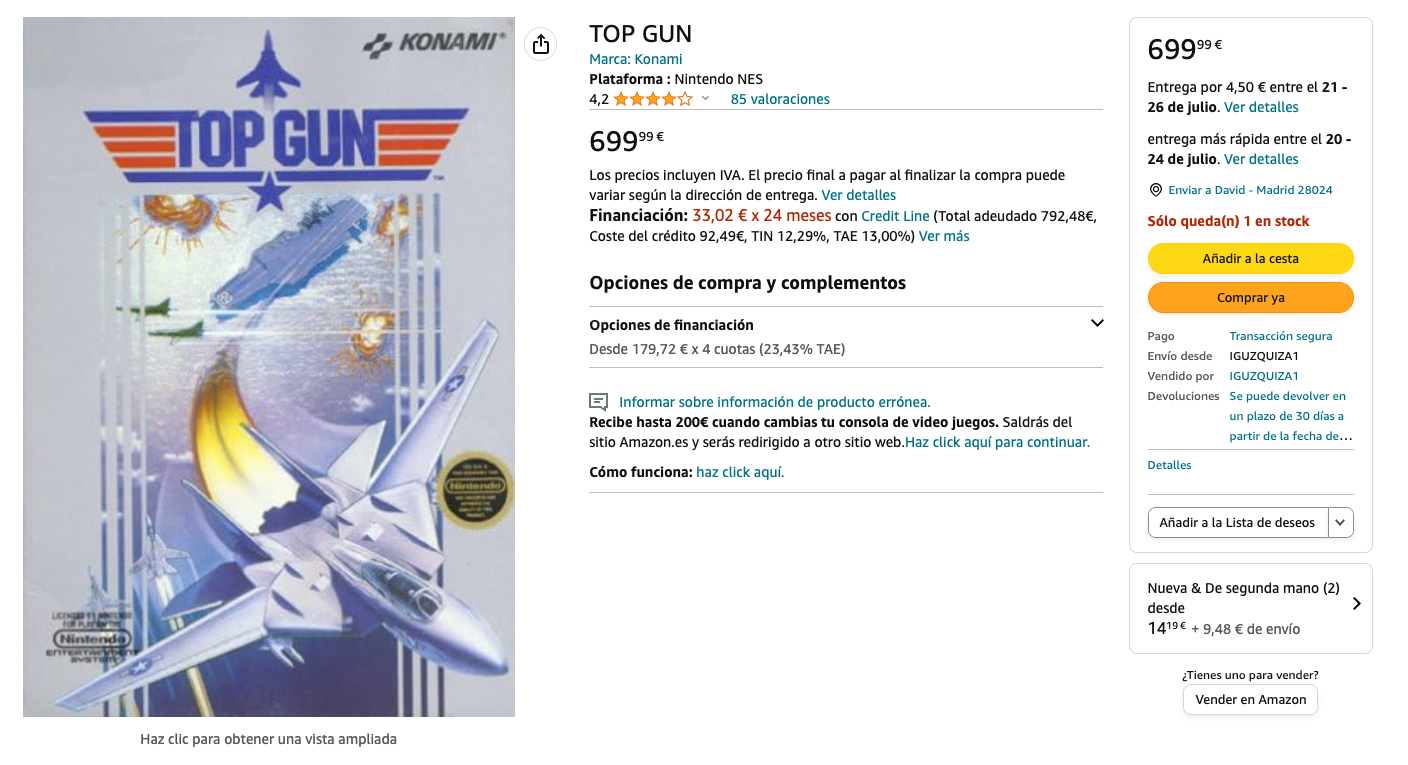 KONAMI®
TOP GUN™
Nintendo
LICENSED BY NINTENDO
FOR PLAY ON THE
Nintendo
ENTERTAINMENT
SYSTEM
Haz clic para obtener una vista ampliada
TOP GUN
Marca: Konami
Plataforma : Nintendo NES
4,2
85 valoraciones
699,99 €
Los precios incluyen IVA. El precio final a pagar al finalizar la compra puede
variar según la dirección de entrega. Ver detalles
Financiación: 33,02 € x 24 meses con Credit Line (Total adeudado 792,48€,
Coste del crédito 92,49€, TIN 12,29%, TAE 13,00%) Ver más
Opciones de compra y complementos
Opciones de financiación
Desde 179,72 € x 4 cuotas (23,43% TAE)
Informar sobre información de producto errónea.
Recibe hasta 200€ cuando cambias tu consola de video juegos. Saldrás del
sitio Amazon.es y serás redirigido a otro sitio web.Haz click aquí para continuar.
Cómo funciona: haz click aquí.
699 99 €
Entrega por 4,50 € entre el 21 -
26 de julio. Ver detalles
entrega más rápida entre el 20 -
24 de julio. Ver detalles
Enviar a David - Madrid 28024
Sólo queda(n) 1 en stock
Añadir a la cesta
Comprar ya
Pago Transacción segura
Envío desde IGUZQUIZA1
Vendido por IGUZQUIZA1
Devoluciones Se puede devolver en
un plazo de 30 días a
partir de la fecha de...
Detalles
Añadir a la Lista de deseos
Nueva & De segunda mano (2)
desde
14 19 € + 9,48 € de envío
¿Tienes uno para vender?
Vender en Amazon